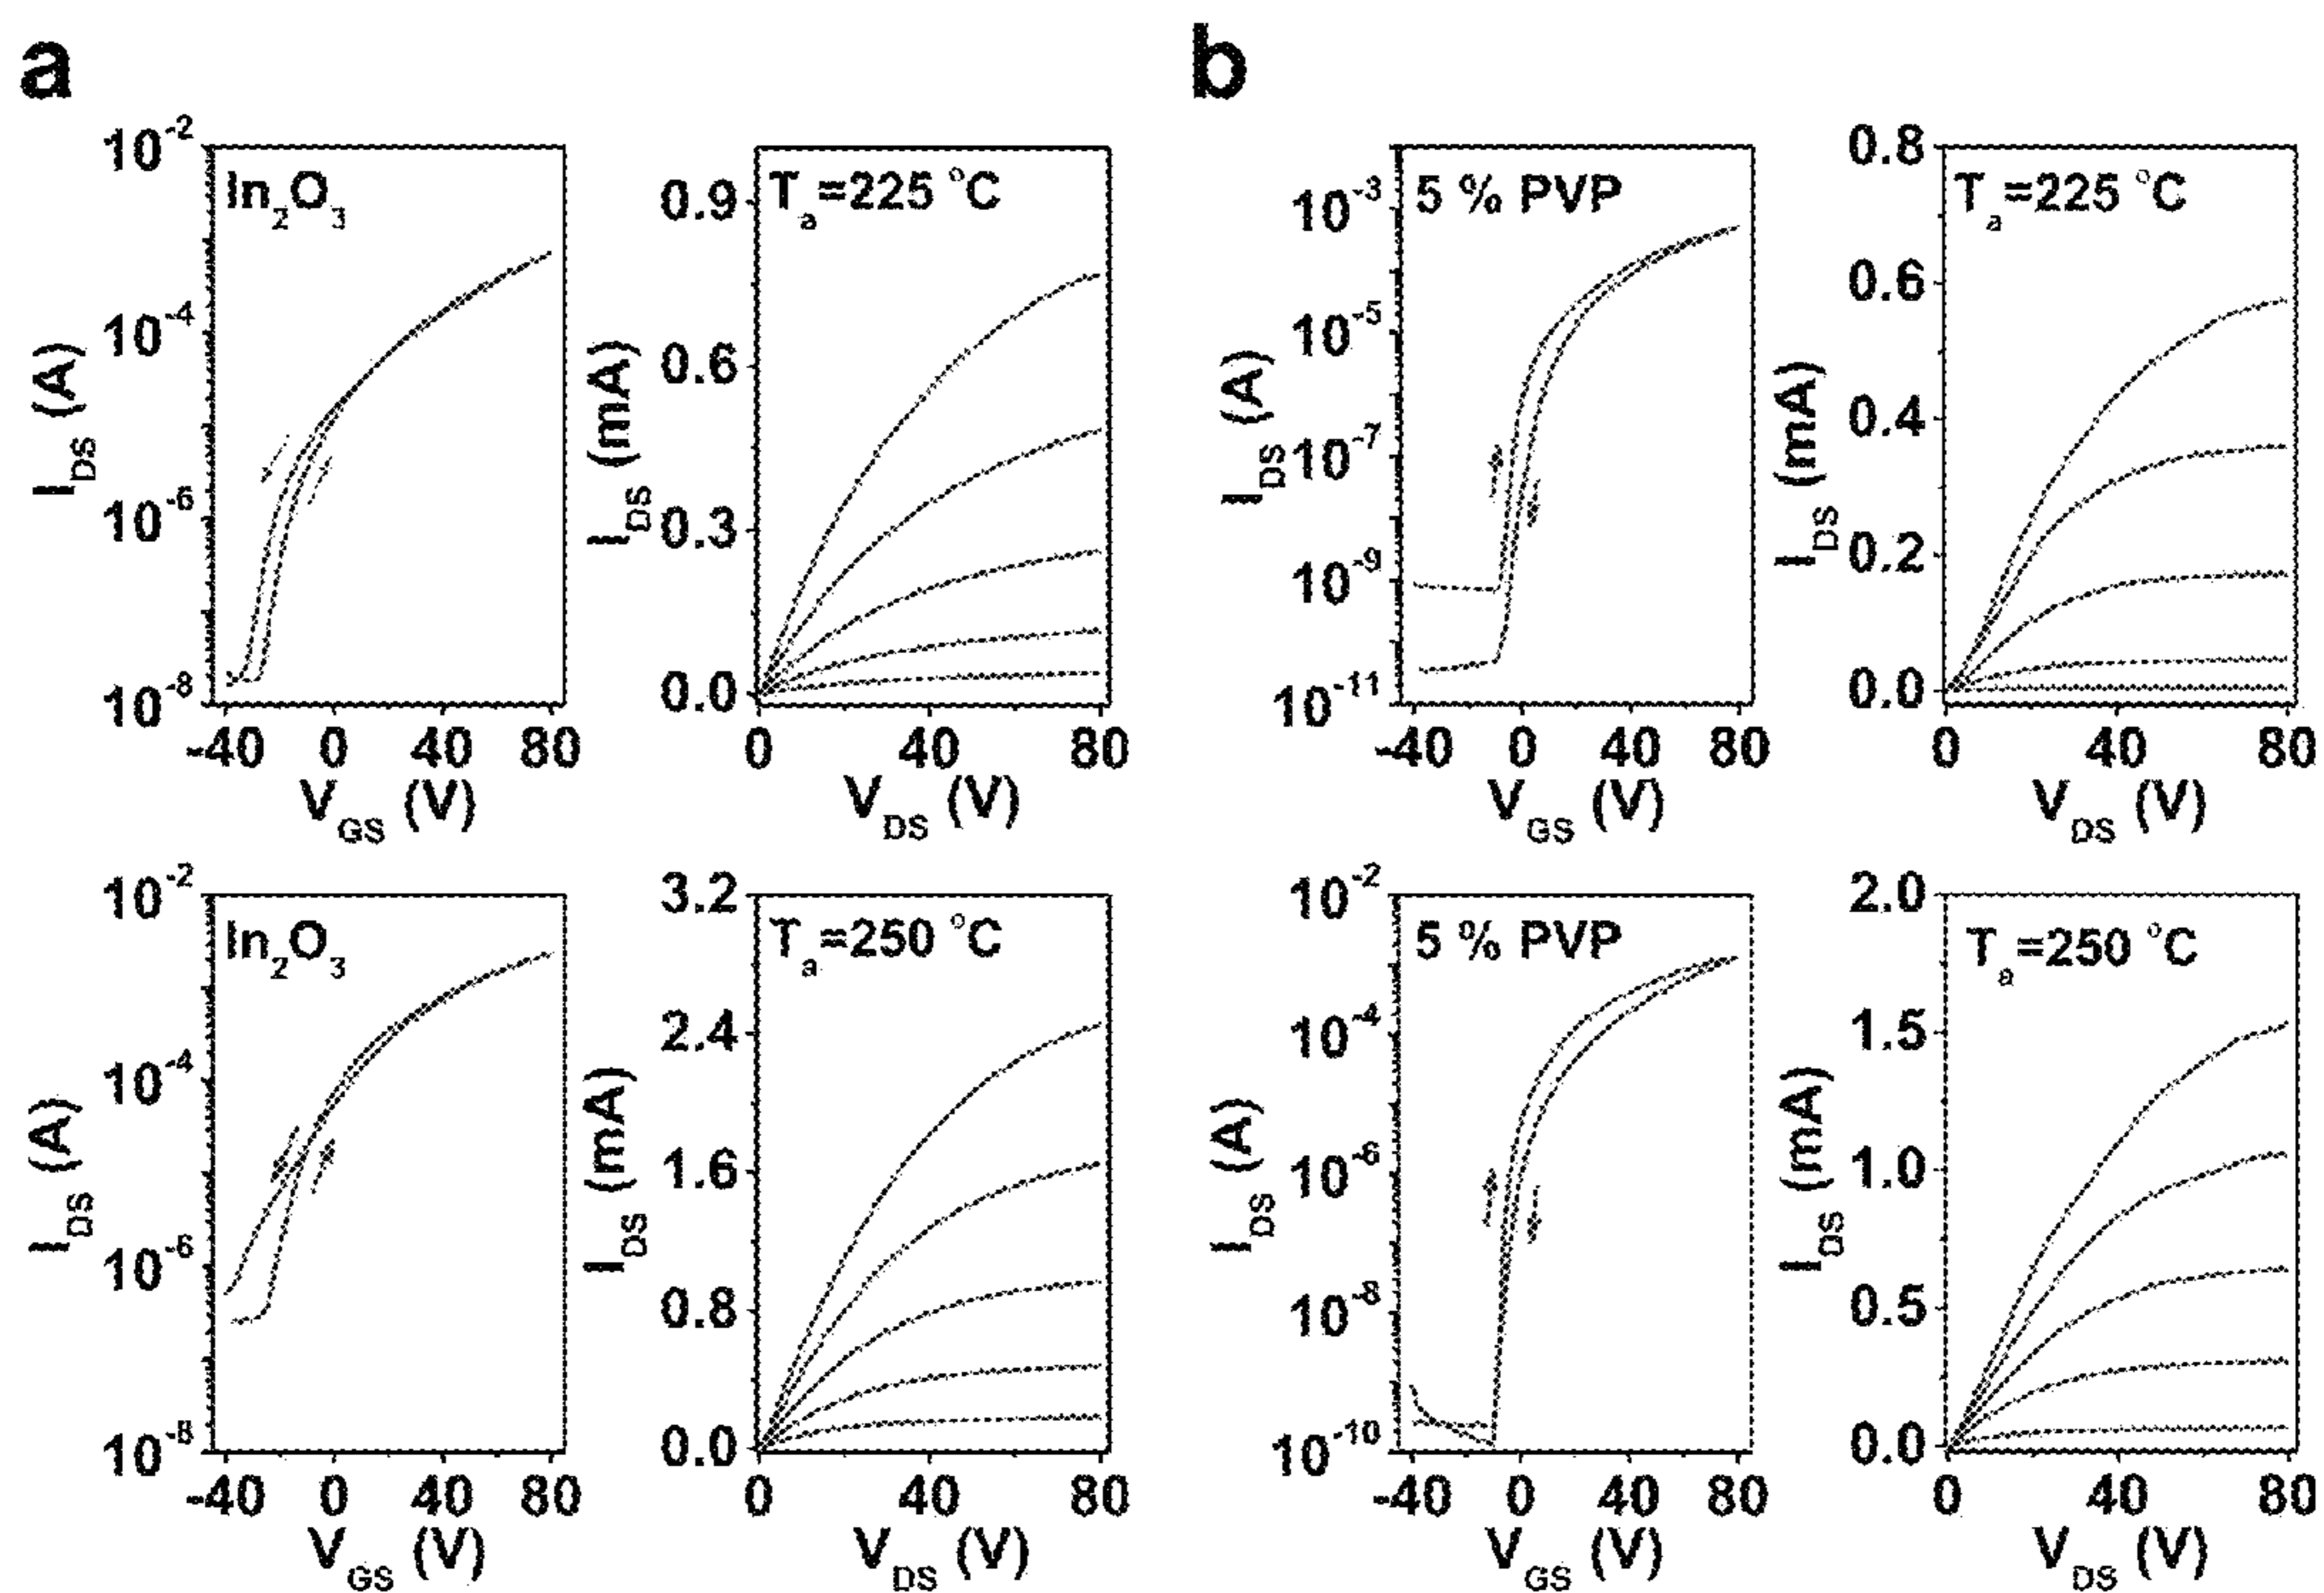 a
b
10-2
10-4
10-6
10-8
In2O3
IDS (A)
-40 0 40 80
VGS (V)
0.9
0.6
0.3
0.0
Ta=225 °C
IDS (mA)
0 40 80
VDS (V)
10-3
10-5
10-7
10-9
10-11
5 % PVP
IDS (A)
-40 0 40 80
VGS (V)
0.8
0.6
0.4
0.2
0.0
Ta=225 °C
IDS (mA)
0 40 80
VDS (V)
10-2
10-4
10-6
10-8
In2O3
IDS (A)
-40 0 40 80
VGS (V)
3.2
2.4
1.6
0.8
0.0
Ta=250 °C
IDS (mA)
0 40 80
VDS (V)
10-2
10-4
10-6
10-8
10-10
5 % PVP
IDS (A)
-40 0 40 80
VGS (V)
2.0
1.5
1.0
0.5
0.0
Ta=250 °C
IDS (mA)
0 40 80
VDS (V)